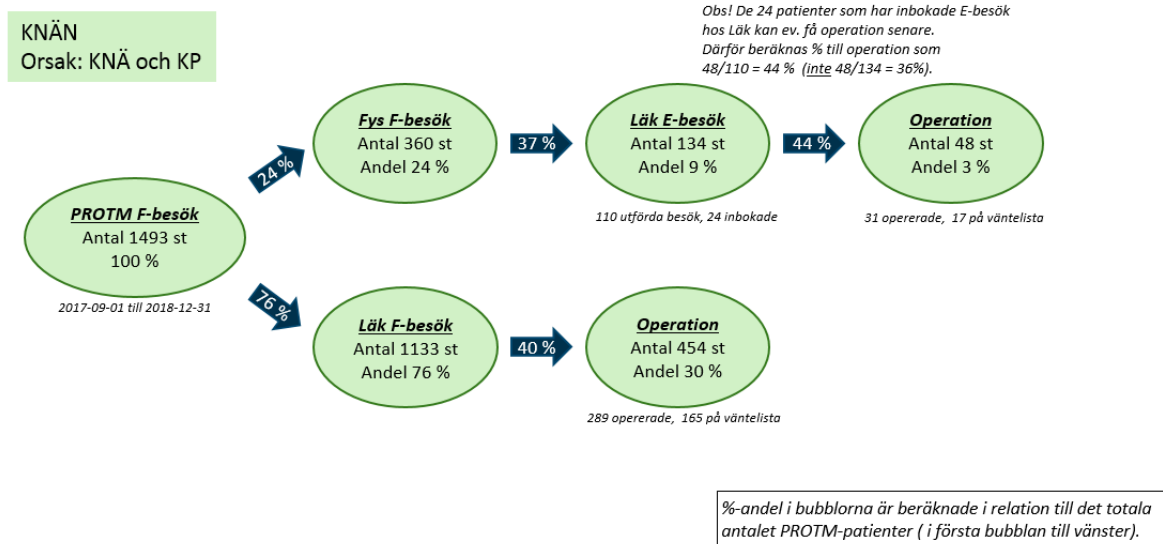 KNÄN
Orsak: KNÄ och KP
Obs! De 24 patienter som har inbokade E-besök
hos Läk kan ev. få operation senare.
Därför beräknas % till operation som
48/110 = 44 % (inte 48/134 = 36%).
PROTM F-besök
Antal 1493 st
100 %
2017-09-01 till 2018-12-31
24 %
Fys F-besök
Antal 360 st
Andel 24 %
37 %
Läk E-besök
Antal 134 st
Andel 9 %
110 utförda besök, 24 inbokade
44 %
Operation
Antal 48 st
Andel 3 %
31 opererade, 17 på väntelista
76 %
Läk F-besök
Antal 1133 st
Andel 76 %
40 %
Operation
Antal 454 st
Andel 30 %
289 opererade, 165 på väntelista
%-andel i bubblorna är beräknade i relation till det totala
antalet PROTM-patienter ( i första bubblan till vänster).